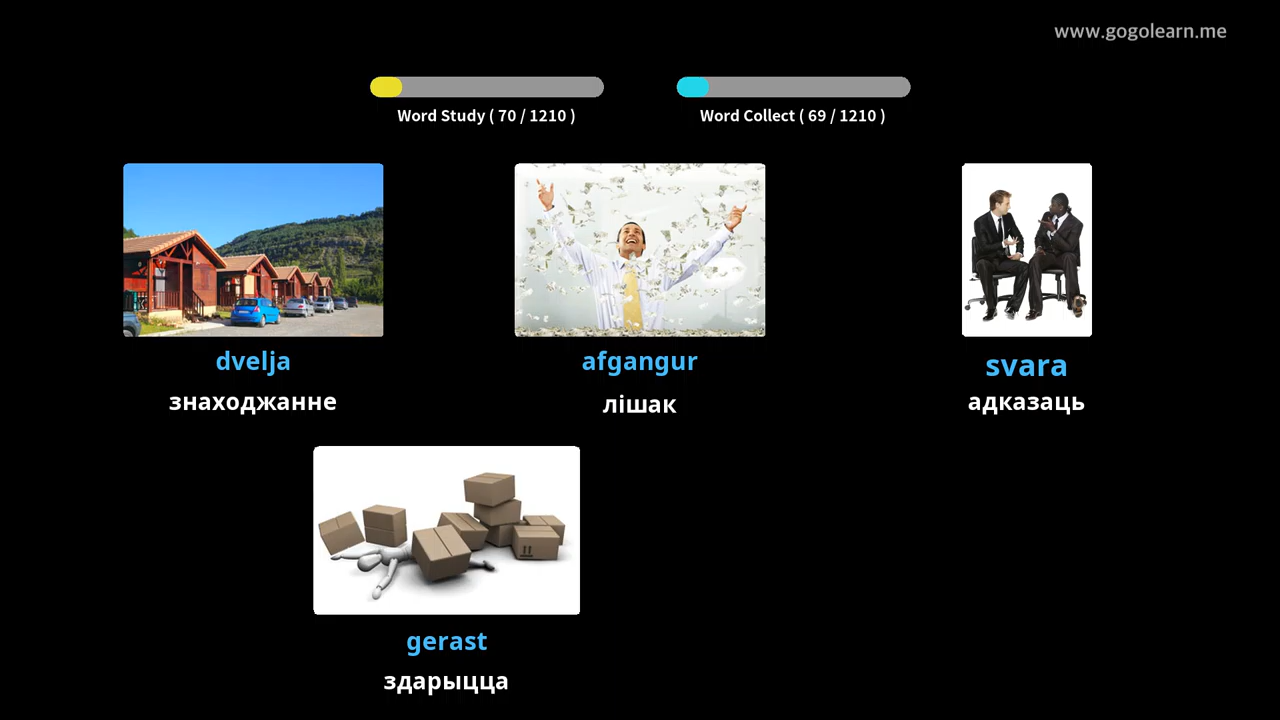 www.gogolearn.me
Word Study ( 70 / 1210 )
Word Collect ( 69 / 1210 )
dvelja
знаходжанне
afgangur
лішак
svara
адказаць
gerast
здарыцца